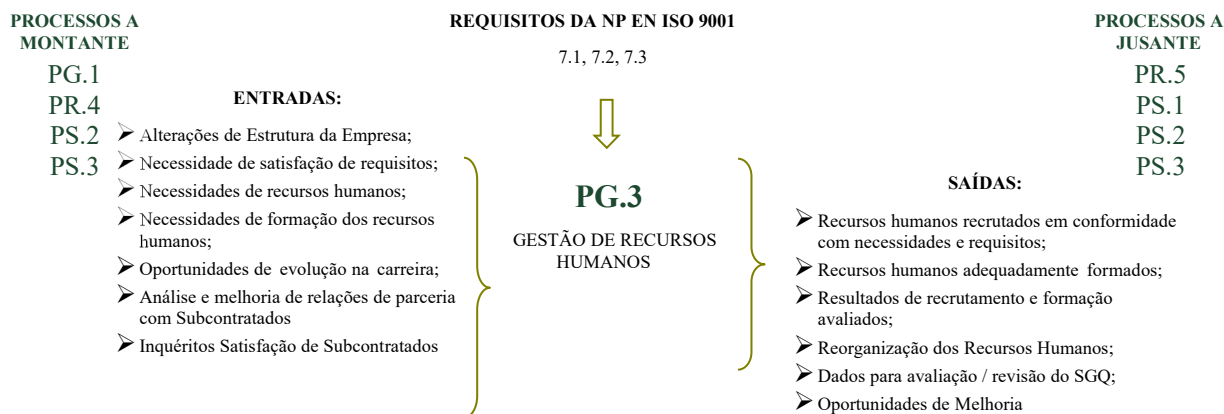 PROCESSOS A
MONTANTE
PG.1
PR.4
PS.2
PS.3
REQUISITOS DA NP EN ISO 9001
7.1, 7.2, 7.3
PROCESSOS A
JUSANTE
PR.5
PS.1
PS.2
PS.3
ENTRADAS:
➢ Alterações de Estrutura da Empresa;
➢ Necessidade de satisfação de requisitos;
➢ Necessidades de recursos humanos;
➢ Necessidades de formação dos recursos
humanos;
➢ Oportunidades de evolução na carreira;
➢ Análise e melhoria de relações de parceria
com Subcontratados
➢ Inquéritos Satisfação de Subcontratados
PG.3
GESTÃO DE RECURSOS
HUMANOS
SAÍDAS:
➢ Recursos humanos recrutados em conformidade
com necessidades e requisitos;
➢ Recursos humanos adequadamente formados;
➢ Resultados de recrutamento e formação
avaliados;
➢ Reorganização dos Recursos Humanos;
➢ Dados para avaliação / revisão do SGQ;
➢ Oportunidades de Melhoria